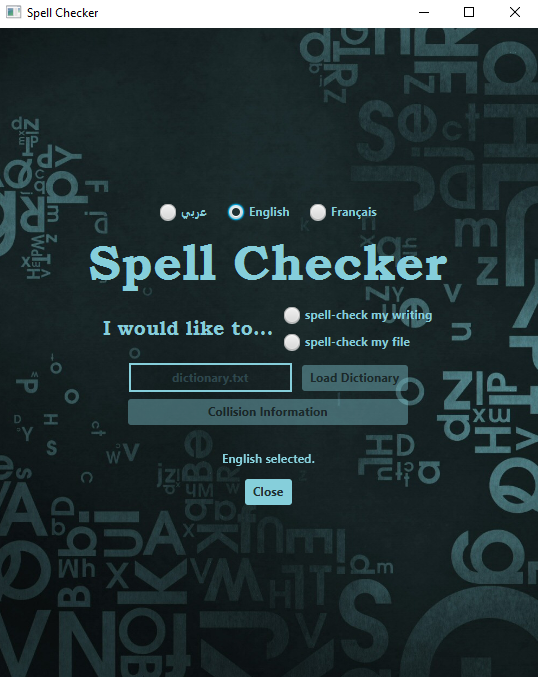 Spell Checker
عربي English Français
Spell Checker
I would like to...
spell-check my writing
spell-check my file
dictionary.txt Load Dictionary
Collision Information
English selected.
Close